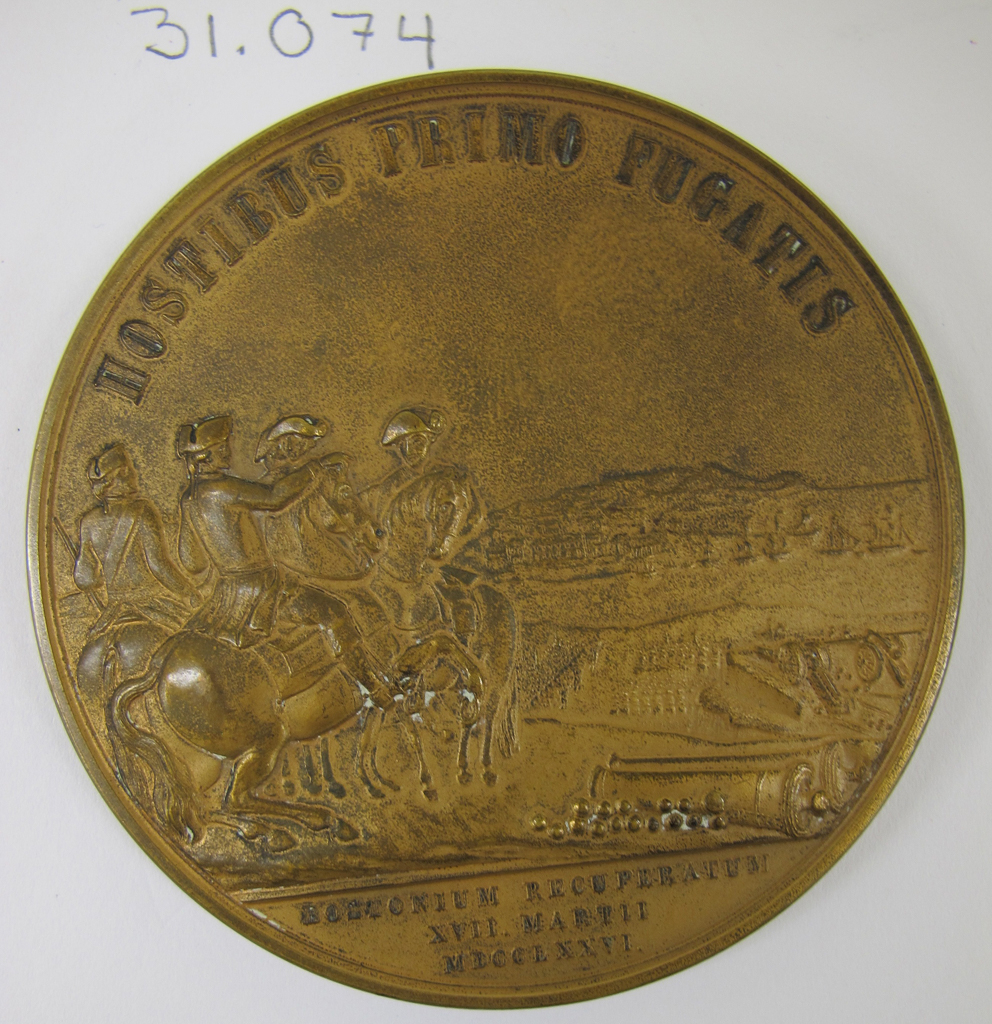 31.074
HOSTIBUS PRIMO FUGATIS
BOSTONIUM RECUPERATUM
XVII. MARTII
MDCCLXXVI.